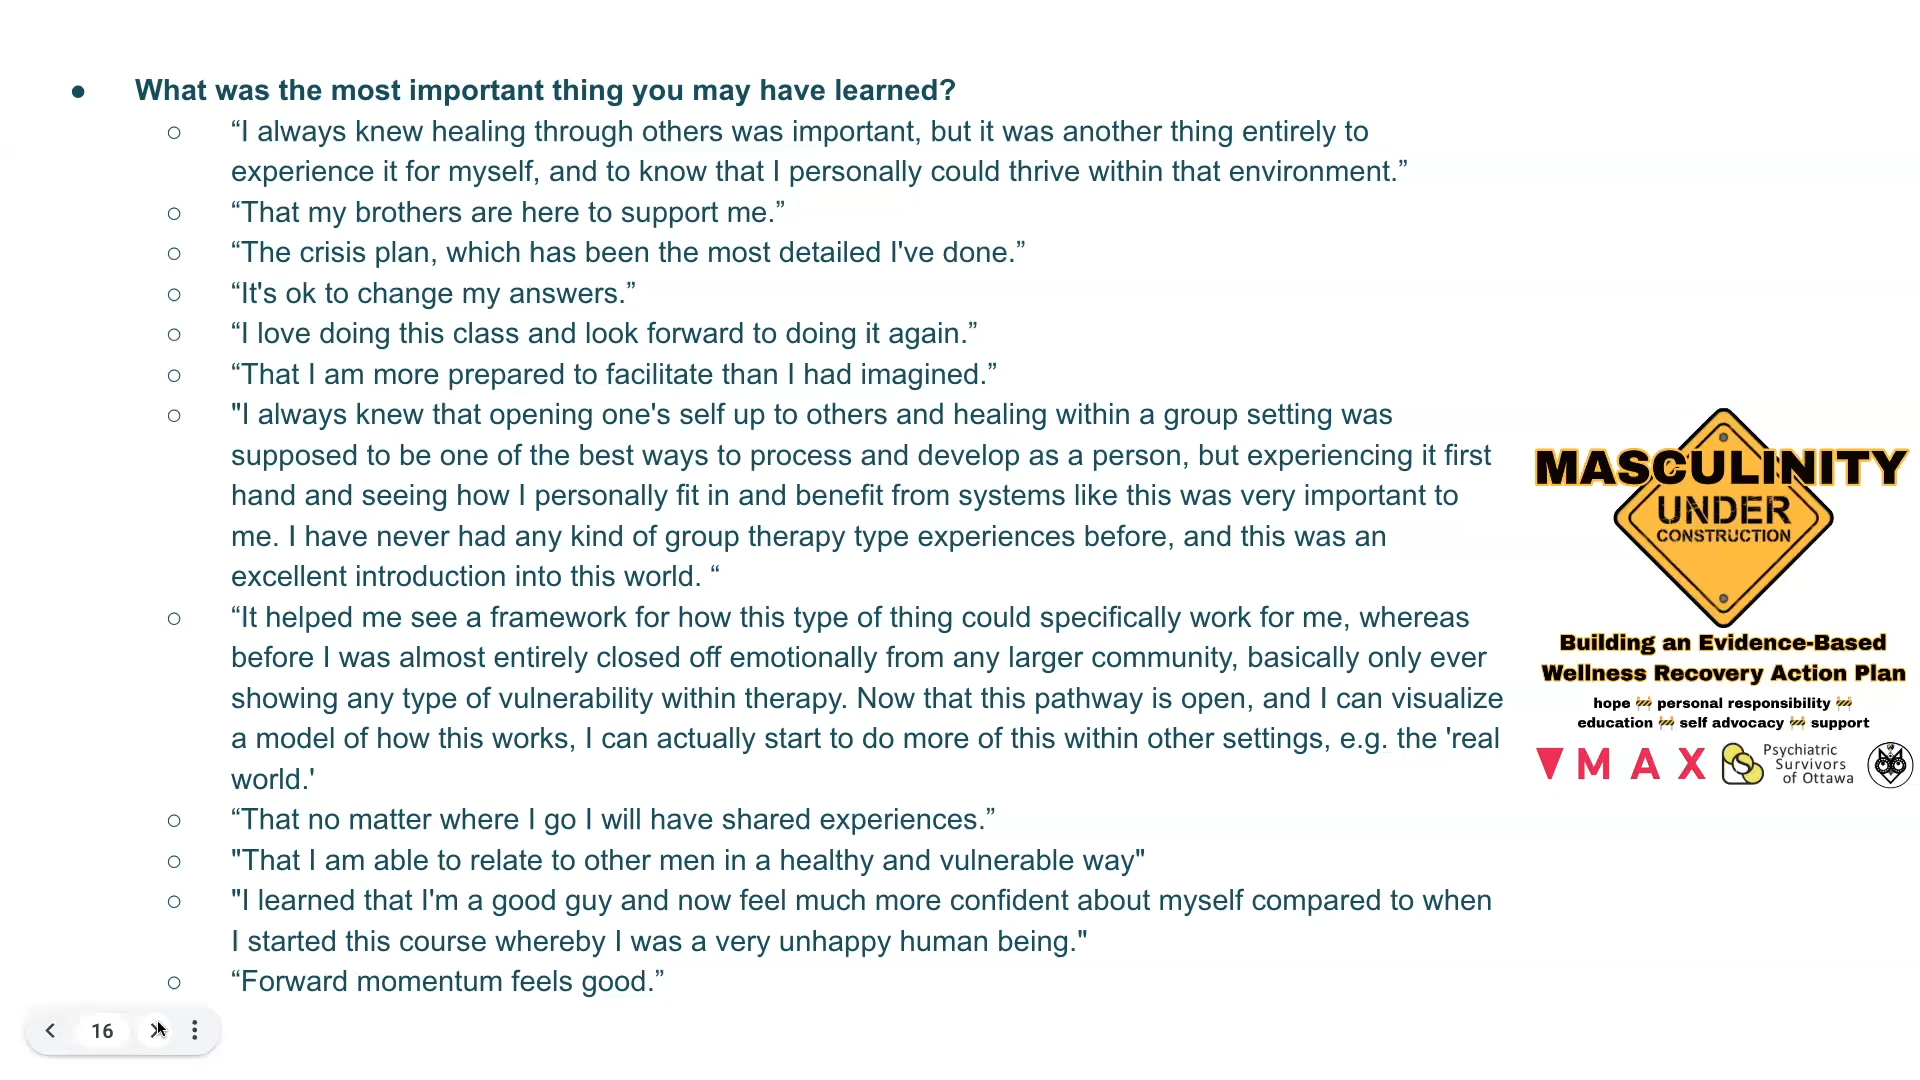 ● What was the most important thing you may have learned?
○ “I always knew healing through others was important, but it was another thing entirely to
experience it for myself, and to know that I personally could thrive within that environment.”
○ “That my brothers are here to support me.”
○ “The crisis plan, which has been the most detailed I've done.”
○ “It's ok to change my answers.”
○ “I love doing this class and look forward to doing it again.”
○ “That I am more prepared to facilitate than I had imagined.”
○ "I always knew that opening one's self up to others and healing within a group setting was
supposed to be one of the best ways to process and develop as a person, but experiencing it first
hand and seeing how I personally fit in and benefit from systems like this was very important to
me. I have never had any kind of group therapy type experiences before, and this was an
excellent introduction into this world. “
○ “It helped me see a framework for how this type of thing could specifically work for me, whereas
before I was almost entirely closed off emotionally from any larger community, basically only ever
showing any type of vulnerability within therapy. Now that this pathway is open, and I can visualize
a model of how this works, I can actually start to do more of this within other settings, e.g. the 'real
world.'
○ “That no matter where I go I will have shared experiences.”
○ "That I am able to relate to other men in a healthy and vulnerable way"
○ "I learned that I'm a good guy and now feel much more confident about myself compared to when
I started this course whereby I was a very unhappy human being."
○ “Forward momentum feels good.”
MASCULINITY
UNDER
CONSTRUCTION
Building an Evidence-Based
Wellness Recovery Action Plan
hope 🚧 personal responsibility 🚧
education 🚧 self advocacy 🚧 support
MAX
Psychiatric
Survivors
of Ottawa
16